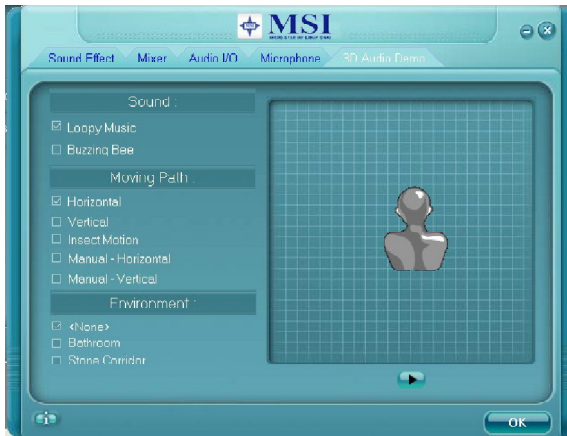 MSI
Sound Effect Mixer Audio I/O Microphone 3D Audio Demo
Sound :
Loopy Music
Buzzing Bee
Moving Path :
Horizontal
Vertical
Insect Motion
Manual - Horizontal
Manual - Vertical
Environment :
<None>
Bathroom
Stone Corridor
OK